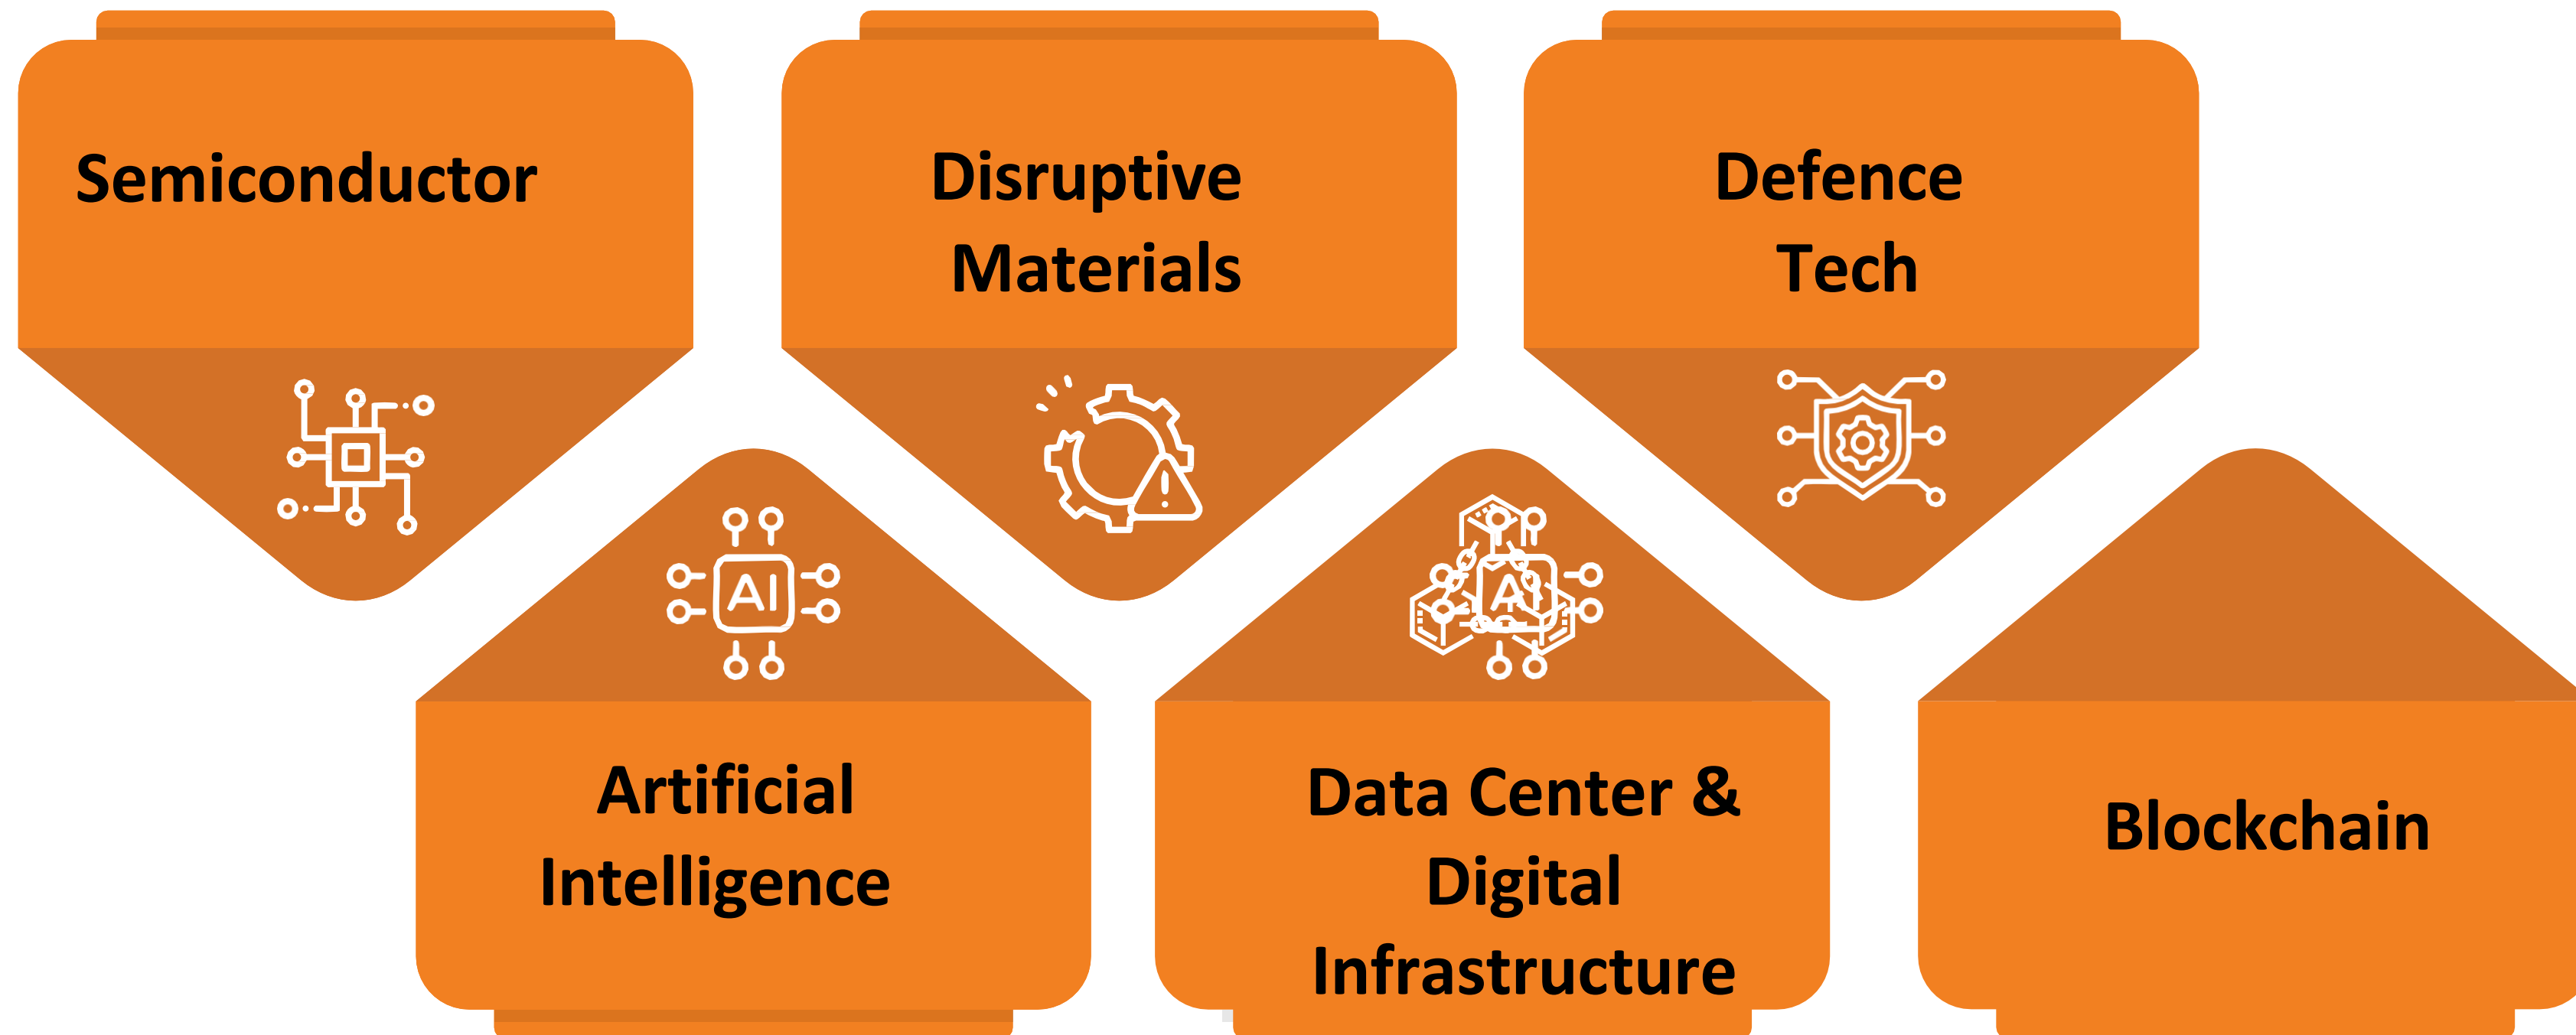 Semiconductor
Disruptive
Materials
Defence
Tech
AI
AI
Artificial
Intelligence
Data Center &
Digital
Infrastructure
Blockchain